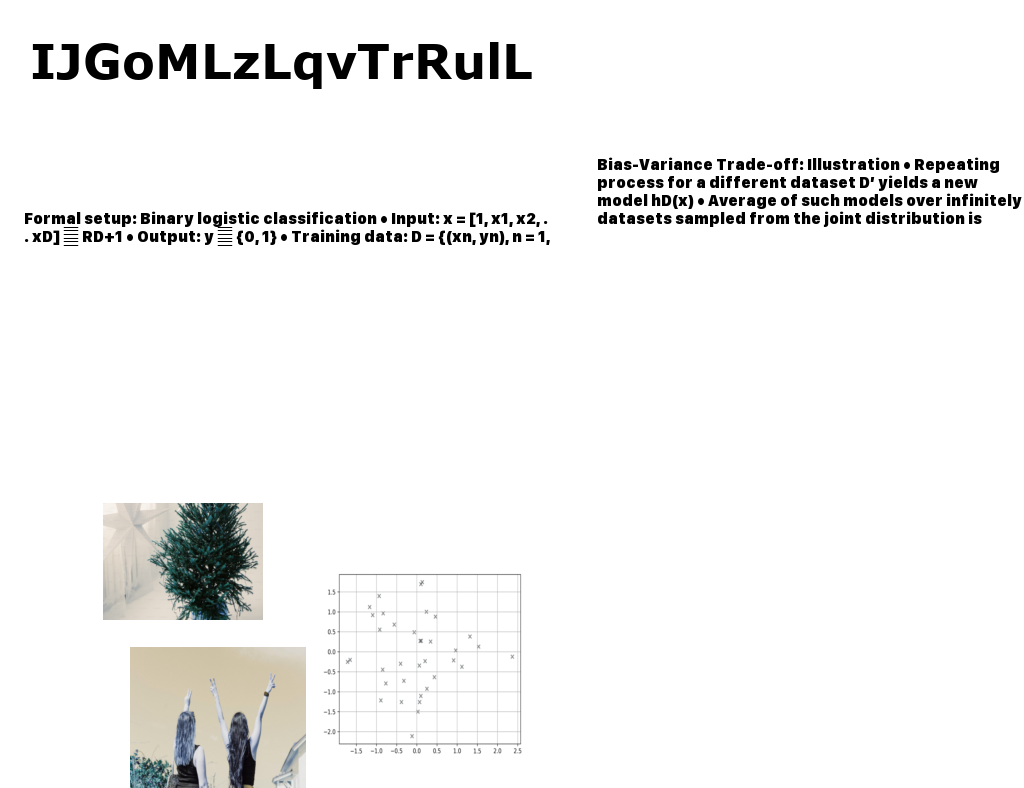 IJGoMLzLqvTrRulL
Bias-Variance Trade-off: Illustration • Repeating
process for a different dataset D′ yields a new
model hD(x) • Average of such models over infinitely
datasets sampled from the joint distribution is
Formal setup: Binary logistic classification • Input: x = [1, x1, x2, .
. xD] RD+1 • Output: y {0, 1} • Training data: D = {(xn, yn), n = 1,
1.5
1.0
0.5
0.0
−0.5
−1.0
−1.5
−2.0
−1.5 −1.0 −0.5 0.0 0.5 1.0 1.5 2.0 2.5